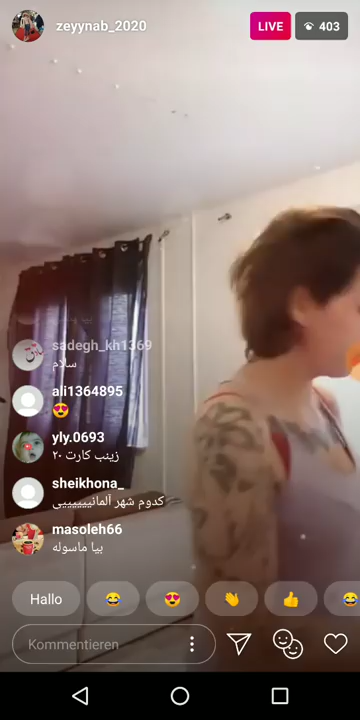 zeyynab_2020
LIVE
403
sadegh_kh1369
سلام
ali1364895
😍
yly.0693
زینب کارت ۲۰
sheikhona_
کدوم شهر آلمانیییییییی
masoleh66
بیا ماسوله
Hallo
😂 😍 👋 👍 😂
Kommentieren